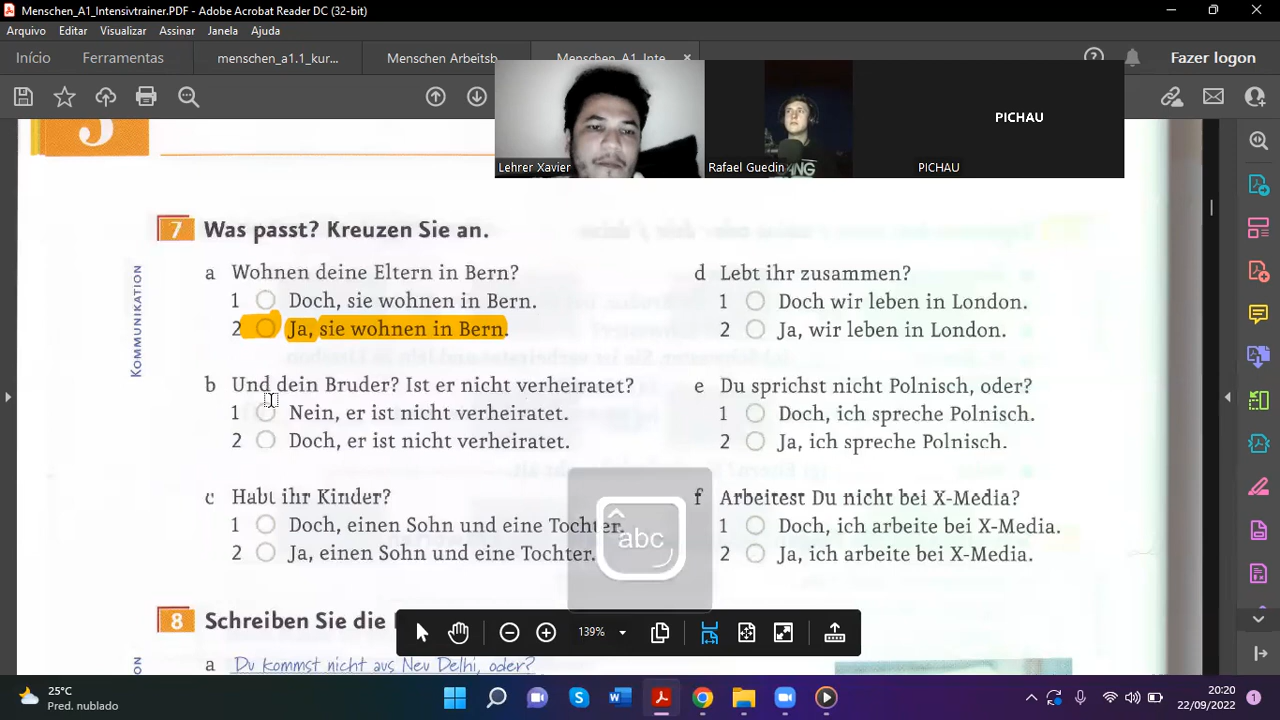 Menschen_A1_Intensivtrainer.PDF - Adobe Acrobat Reader DC (32-bit)
Arquivo Editar Visualizar Assinar Janela Ajuda
Início Ferramentas menschen_a1.1_kur... Menschen Arbeitsb... Menschen_A1_Inte... Fazer logon
Lehrer Xavier
Rafael Guedin
PICHAU
PICHAU
KOMMUNIKATION
7 Was passt? Kreuzen Sie an.
a Wohnen deine Eltern in Bern?
1 Doch, sie wohnen in Bern.
2 Ja, sie wohnen in Bern.
b Und dein Bruder? Ist er nicht verheiratet?
1 Nein, er ist nicht verheiratet.
2 Doch, er ist nicht verheiratet.
c Habt ihr Kinder?
1 Doch, einen Sohn und eine Tochter.
2 Ja, einen Sohn und eine Tochter.
d Lebt ihr zusammen?
1 Doch wir leben in London.
2 Ja, wir leben in London.
e Du sprichst nicht Polnisch, oder?
1 Doch, ich spreche Polnisch.
2 Ja, ich spreche Polnisch.
f Arbeitest Du nicht bei X-Media?
1 Doch, ich arbeite bei X-Media.
2 Ja, ich arbeite bei X-Media.
abc
8 Schreiben Sie die
a Du kommst nicht aus Neu Delhi, oder?
139%
25°C
Pred. nublado
20:20
22/09/2022
1